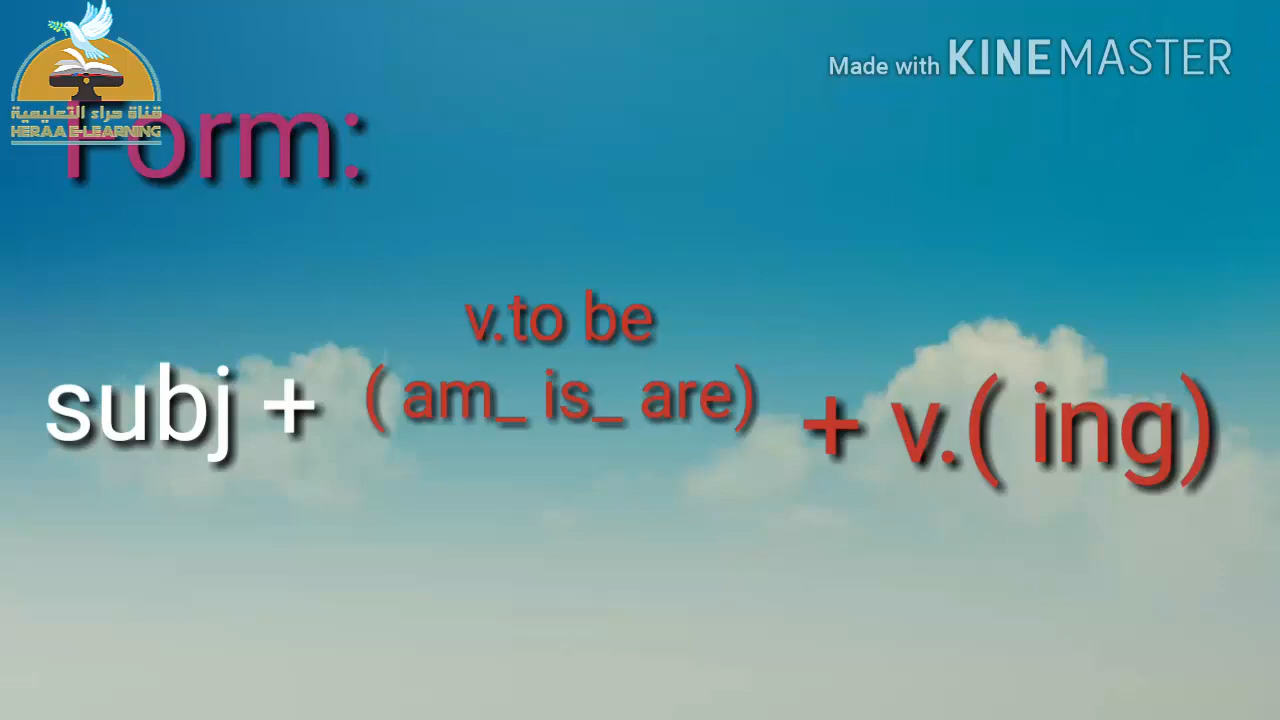 Made with KINEMASTER
قناة حراء التعليمية
HERAA E-LEARNING
Form:
v.to be
subj + ( am_ is_ are) + v.( ing)